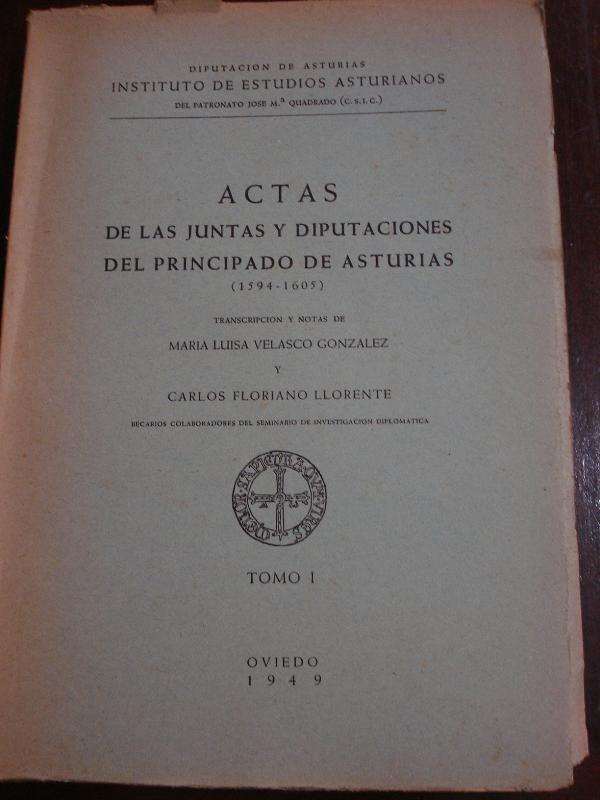 DIPUTACION DE ASTURIAS
INSTITUTO DE ESTUDIOS ASTURIANOS
DEL PATRONATO JOSE M.ª QUADRADO (C. S. I. C.)
ACTAS
DE LAS JUNTAS Y DIPUTACIONES
DEL PRINCIPADO DE ASTURIAS
(1594-1605)
TRANSCRIPCION Y NOTAS DE
MARIA LUISA VELASCO GONZALEZ
Y
CARLOS FLORIANO LLORENTE
BECARIOS COLABORADORES DEL SEMINARIO DE INVESTIGACION DIPLOMATICA
TOMO I
OVIEDO
1949